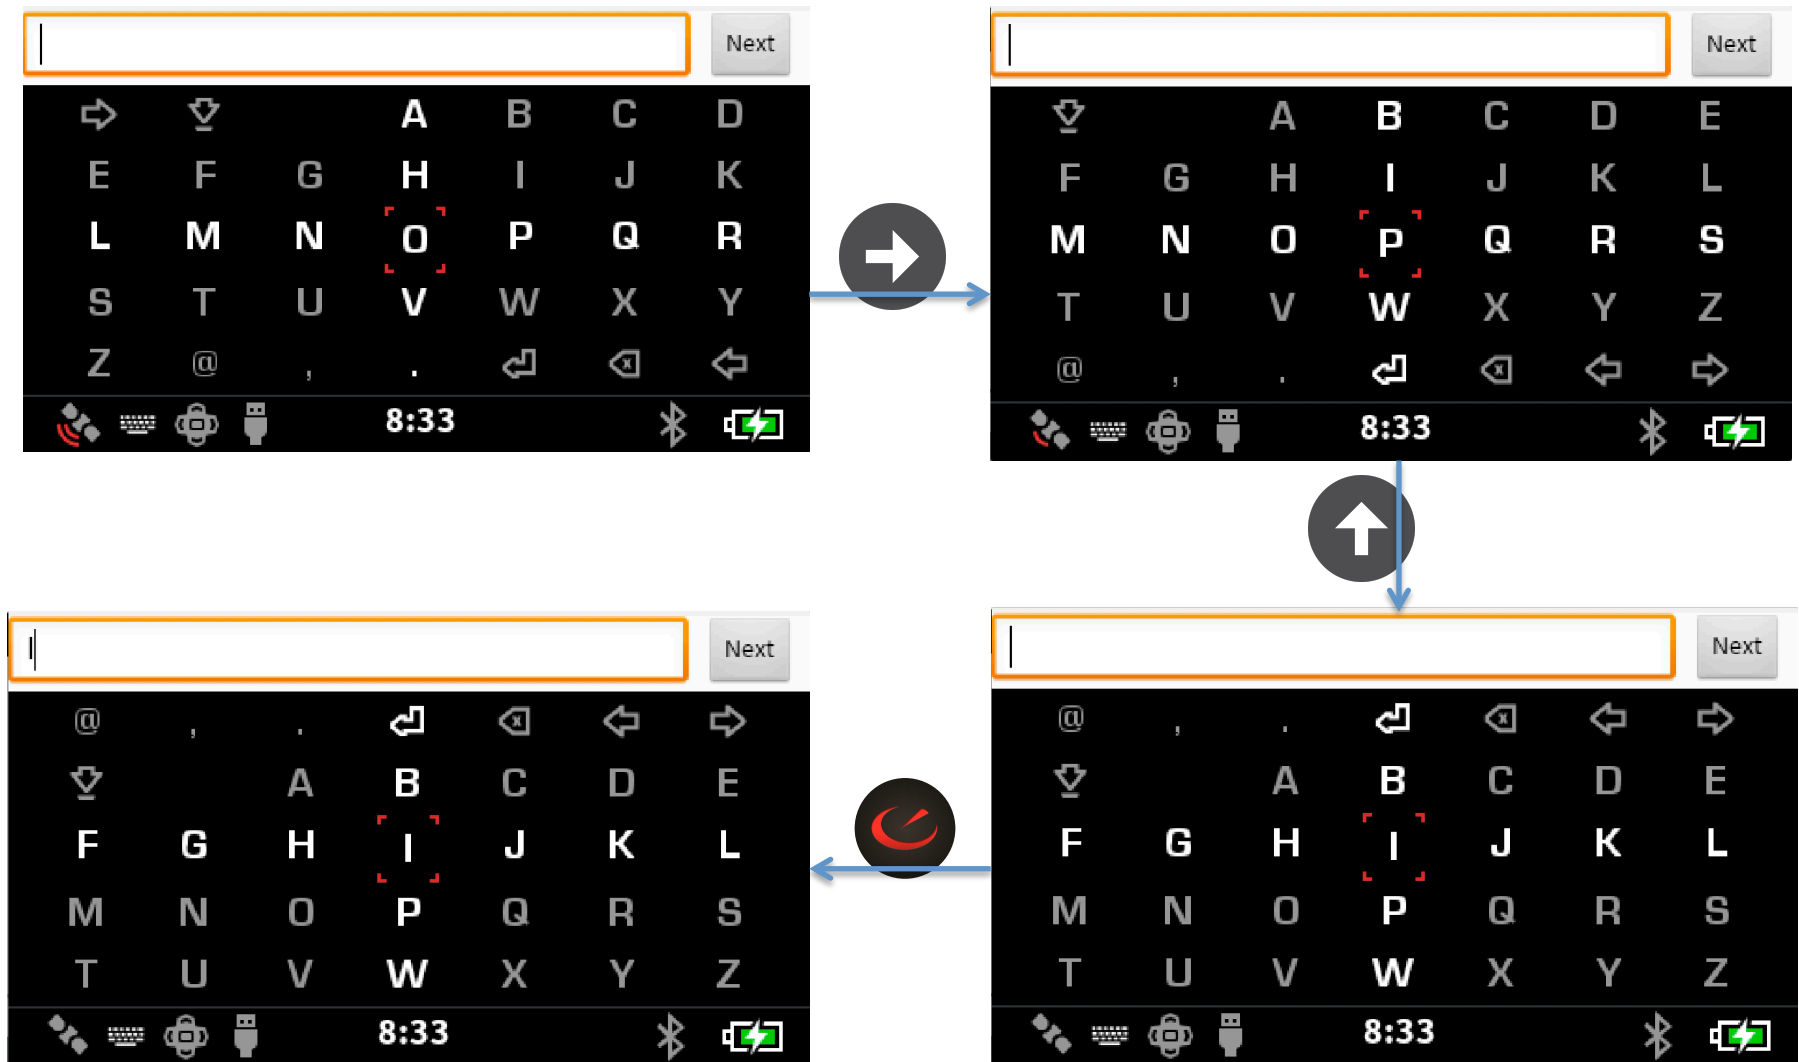 Next
A B C D
E F G H I J K
L M N O P Q R
S T U V W X Y
Z @ , .
8:33
Next
A B C D E
F G H I J K L
M N O P Q R S
T U V W X Y Z
@ , .
8:33
I Next
@ , .
A B C D E
F G H I J K L
M N O P Q R S
T U V W X Y Z
8:33
Next
@ , .
A B C D E
F G H I J K L
M N O P Q R S
T U V W X Y Z
8:33